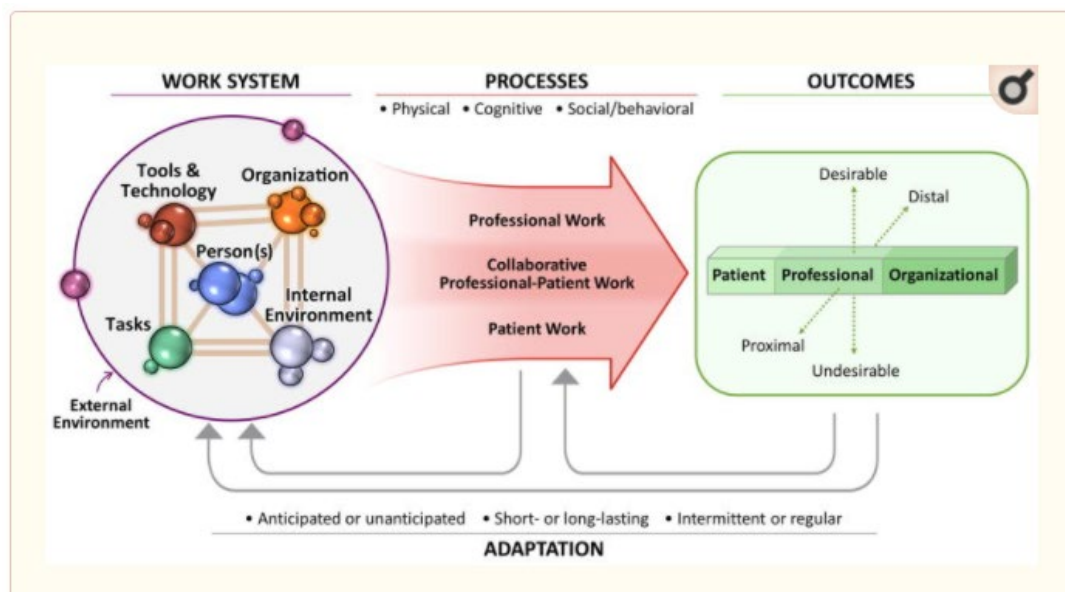 WORK SYSTEM
PROCESSES
OUTCOMES
• Physical • Cognitive • Social/behavioral
Tools &
Technology
Organization
Person(s)
Internal
Environment
Tasks
External
Environment
Professional Work
Collaborative
Professional-Patient Work
Patient Work
Desirable
Distal
Patient
Professional
Organizational
Proximal
Undesirable
• Anticipated or unanticipated • Short- or long-lasting • Intermittent or regular
ADAPTATION